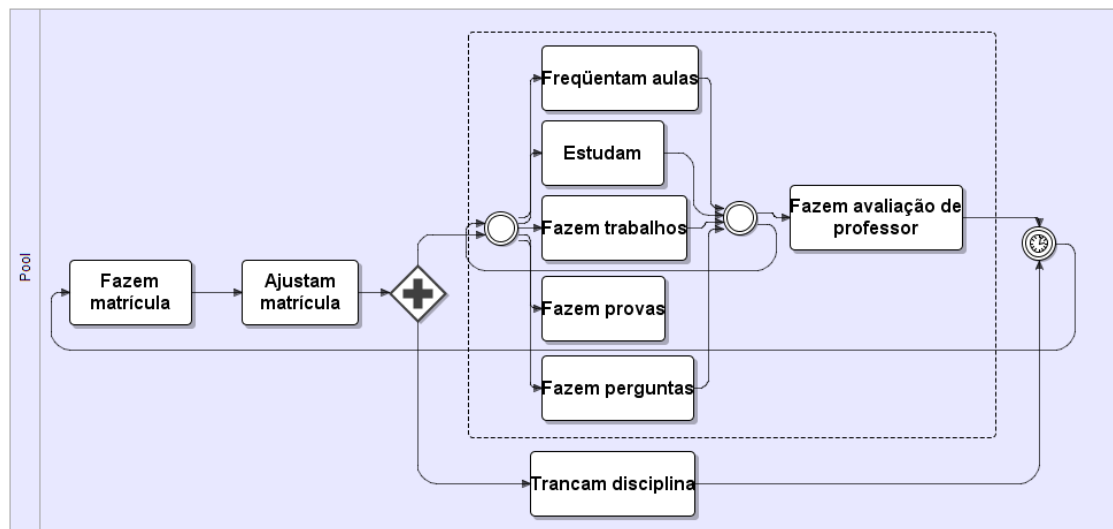 Pool
Fazem
matrícula
Ajustam
matrícula
Freqüentam aulas
Estudam
Fazem trabalhos
Fazem provas
Fazem perguntas
Fazem avaliação de
professor
Trancam disciplina